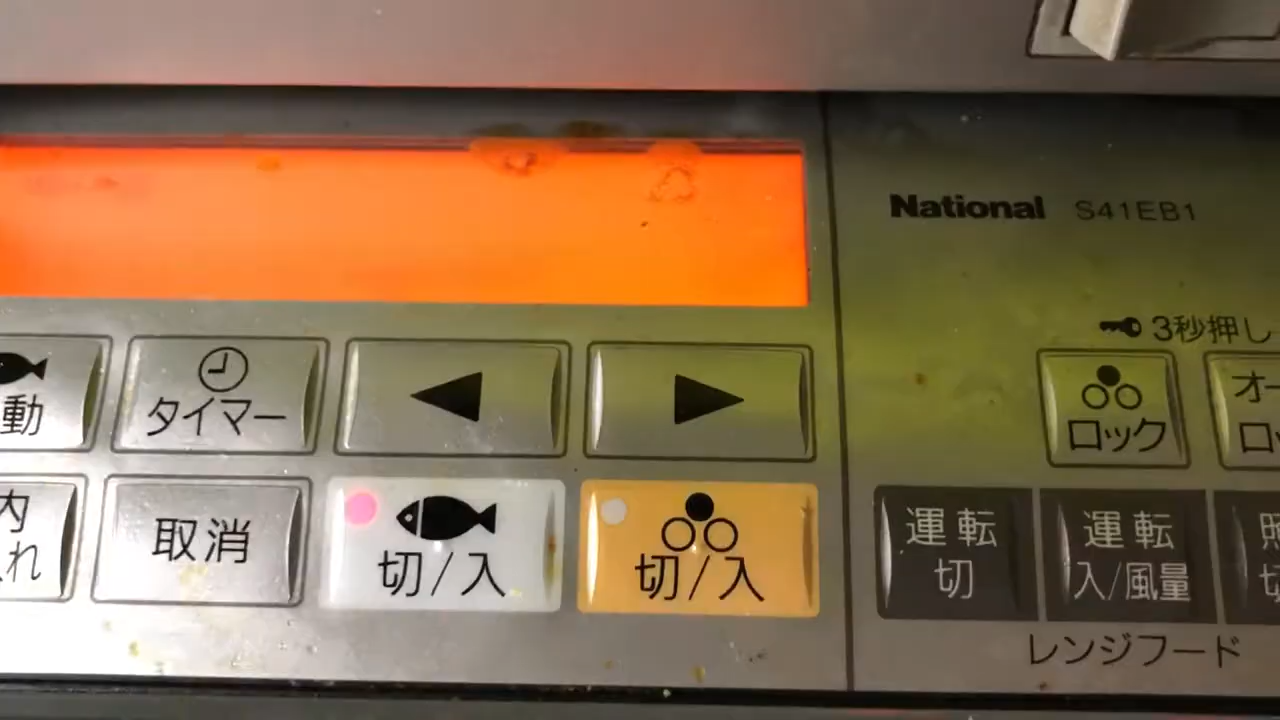 National S41EB1
3秒押し
動
タイマー
ロック
オー
ロッ
内
れ
取消
切/入
切/入
運転
切
運転
入/風量
照
切
レンジフード